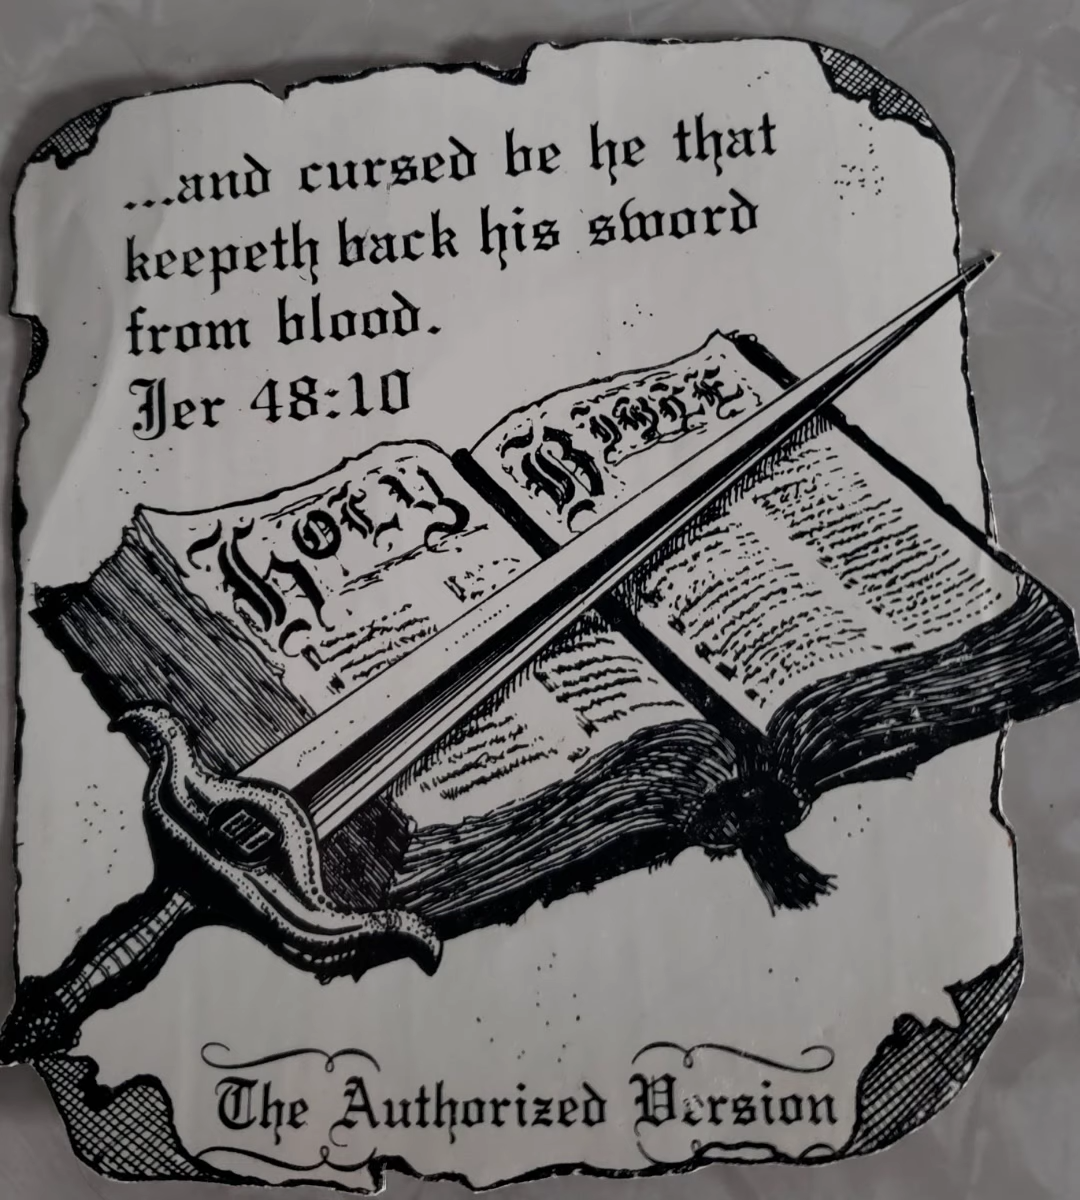 ...and cursed be he that
keepeth back his sword
from blood.
Jer 48:10
Holy Bible
The Authorized Version